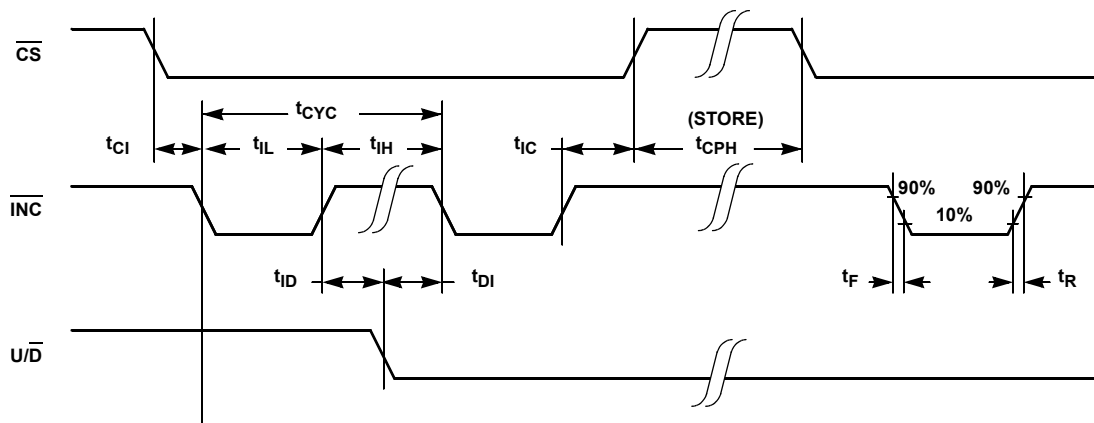 CS
tCYC
(STORE)
tCI tIL tIH tIC tCPH
INC
90% 90%
10%
tID tDI tF tR
U/D